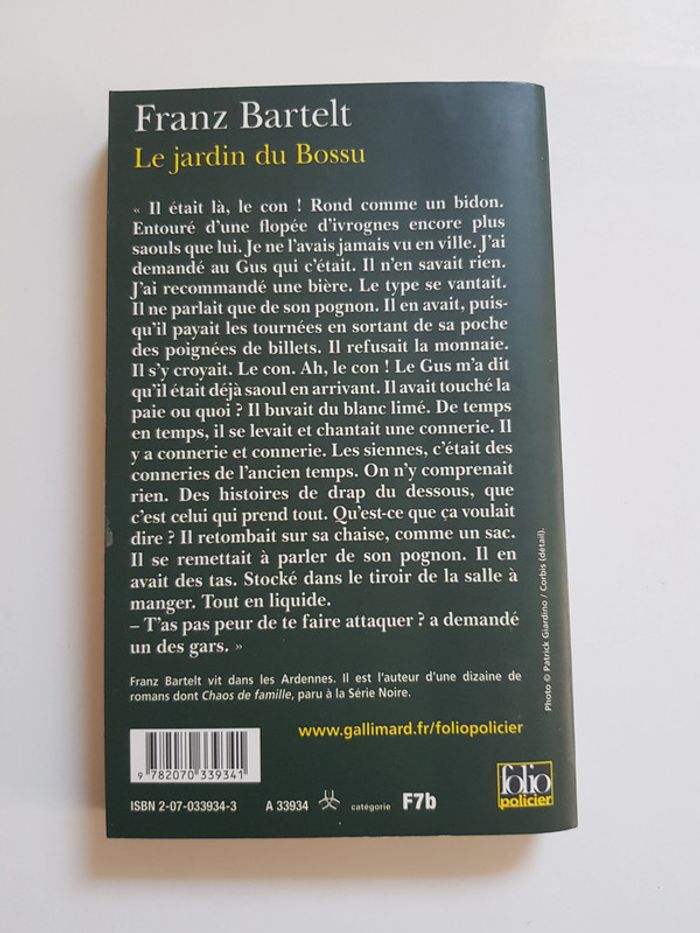 Franz Bartelt
Le jardin du Bossu
« Il était là, le con ! Rond comme un bidon.
Entouré d'une flopée d'ivrognes encore plus
saouls que lui. Je ne l'avais jamais vu en ville. J'ai
demandé au Gus qui c'était. Il n'en savait rien.
J'ai recommandé une bière. Le type se vantait.
Il ne parlait que de son pognon. Il en avait, puis-
qu'il payait les tournées en sortant de sa poche
des poignées de billets. Il refusait la monnaie.
Il s'y croyait. Le con. Ah, le con ! Le Gus m'a dit
qu'il était déjà saoul en arrivant. Il avait touché la
paie ou quoi ? Il buvait du blanc limé. De temps
en temps, il se levait et chantait une connerie. Il
y a connerie et connerie. Les siennes, c'était des
conneries de l'ancien temps. On n'y comprenait
rien. Des histoires de drap du dessous, que
c'est celui qui prend tout. Qu'est-ce que ça voulait
dire ? Il retombait sur sa chaise, comme un sac.
Il se remettait à parler de son pognon. Il en
avait des tas. Stocké dans le tiroir de la salle à
manger. Tout en liquide.
– T'as pas peur de te faire attaquer ? a demandé
un des gars. »
Franz Bartelt vit dans les Ardennes. Il est l'auteur d'une dizaine de
romans dont Chaos de famille, paru à la Série Noire.
Photo © Patrick Giardino / Corbis (détail).
www.gallimard.fr/foliopolicier
9 782070 339341
ISBN 2-07-033934-3 A 33934 catégorie F7b
folio
policier